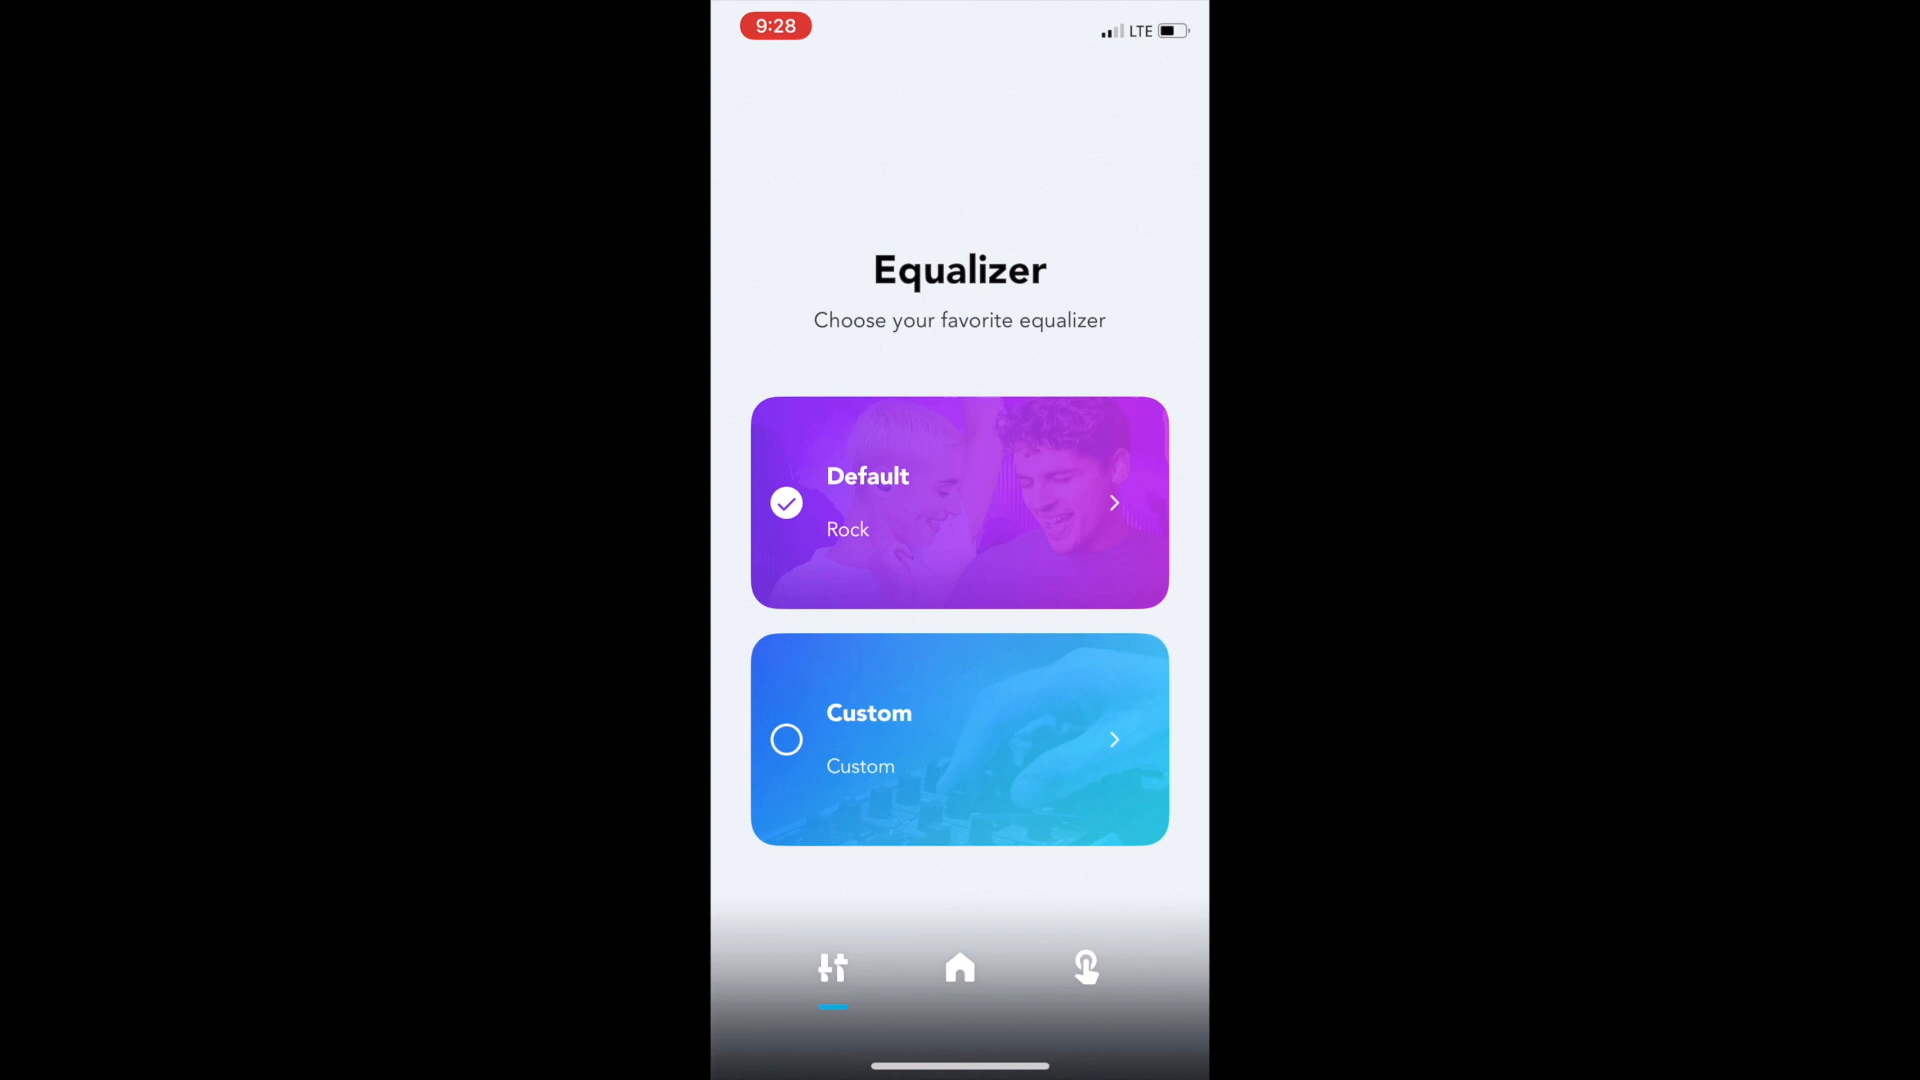 9:28
LTE
Equalizer
Choose your favorite equalizer
Default
Rock
Custom
Custom